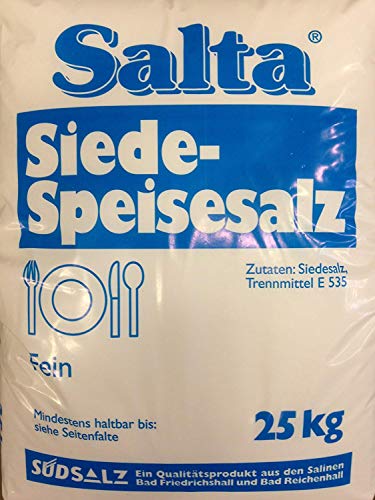 Salta®
Siede-
Speisesalz
Zutaten: Siedesalz,
Trennmittel E 535
Fein
Mindestens haltbar bis:
siehe Seitenfalte
25 kg
SÜDSALZ
Ein Qualitätsprodukt aus den Salinen
Bad Friedrichshall und Bad Reichenhall